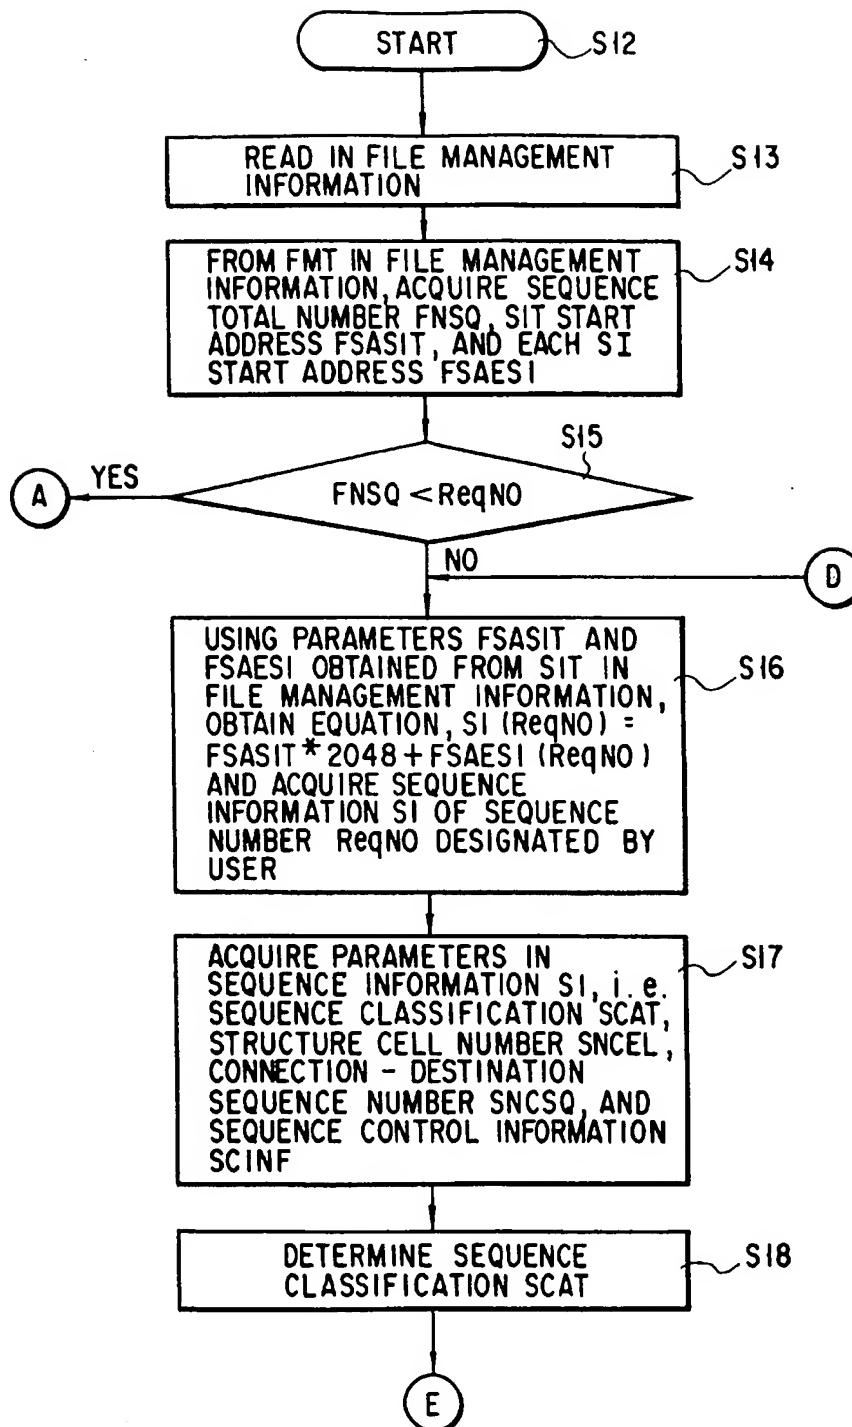 START
S12
READ IN FILE MANAGEMENT
INFORMATION
S13
FROM FMT IN FILE MANAGEMENT
INFORMATION, ACQUIRE SEQUENCE
TOTAL NUMBER FNSQ, SIT START
ADDRESS FSASIT, AND EACH SI
START ADDRESS FSAESI
S14
S15
FNSQ < ReqNO
YES
A
NO
D
USING PARAMETERS FSASIT AND
FSAESI OBTAINED FROM SIT IN
FILE MANAGEMENT INFORMATION,
OBTAIN EQUATION, SI (ReqNO) =
FSASIT * 2048 + FSAESI (ReqNO)
AND ACQUIRE SEQUENCE
INFORMATION SI OF SEQUENCE
NUMBER ReqNO DESIGNATED BY
USER
S16
ACQUIRE PARAMETERS IN
SEQUENCE INFORMATION SI, i. e.
SEQUENCE CLASSIFICATION SCAT,
STRUCTURE CELL NUMBER SNCEL,
CONNECTION - DESTINATION
SEQUENCE NUMBER SNCSQ, AND
SEQUENCE CONTROL INFORMATION
SCINF
S17
DETERMINE SEQUENCE
CLASSIFICATION SCAT
S18
E